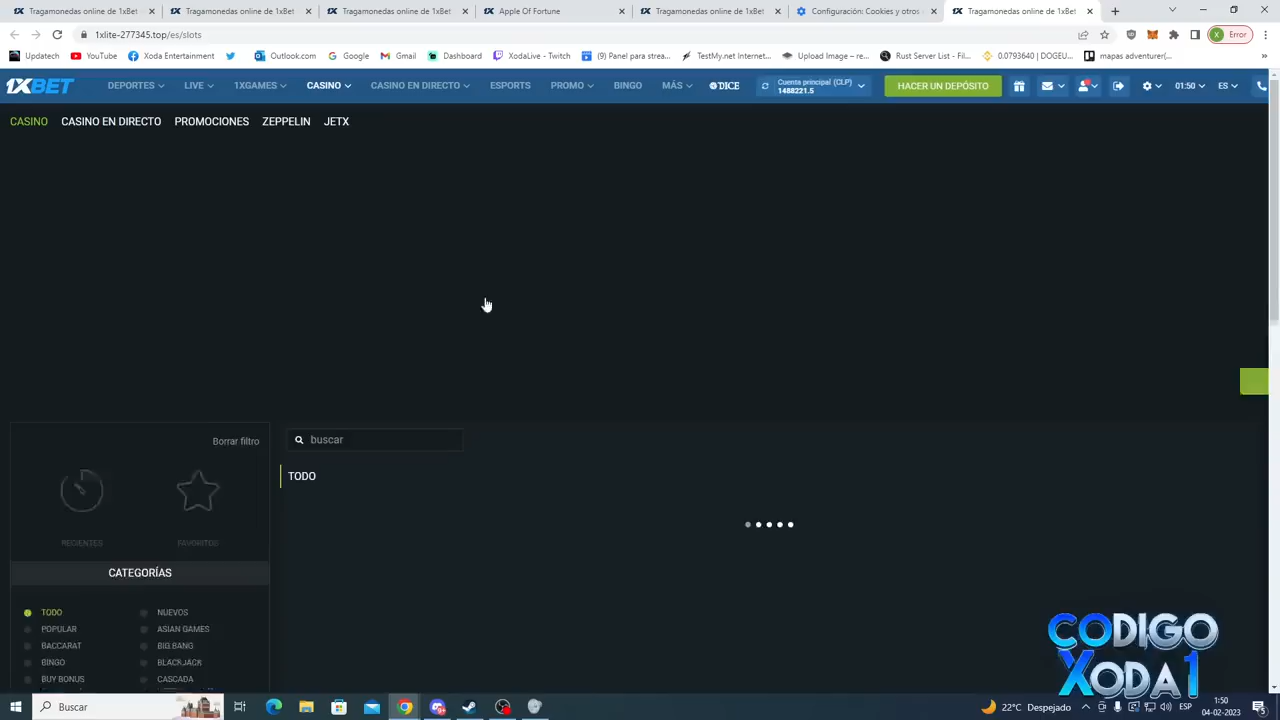 Tragamonedas online de 1xBet
Tragamonedas online de 1xBet
Tragamonedas online de 1xBet
Apple Of Fortune
Tragamonedas online de 1xBet
Configuración: Cookies y otros
Tragamonedas online de 1xBet
1xlite-277345.top/es/slots
X Error
Updatech
YouTube
Xoda Entertainment
Outlook.com
Google
Gmail
Dashboard
XodaLive - Twitch
(9) Panel para strea...
TestMy.net Internet...
Upload Image – re...
Rust Server List - Fil...
0.0793640 | DOGEU...
mapas adventurer(...
»
1XBET
DEPORTES
LIVE
1XGAMES
CASINO
CASINO EN DIRECTO
ESPORTS
PROMO
BINGO
MÁS
DICE
Cuenta principal (CLP)
1488221.5
HACER UN DEPÓSITO
01:50
ES
CASINO
CASINO EN DIRECTO
PROMOCIONES
ZEPPELIN
JETX
Borrar filtro
buscar
RECIENTES
FAVORITOS
TODO
CATEGORÍAS
TODO
NUEVOS
POPULAR
ASIAN GAMES
BACCARAT
BIG BANG
BINGO
BLACKJACK
BUY BONUS
CASCADA
CODIGO
XODA1
Buscar
22°C Despejado
ESP
1:50
04-02-2023